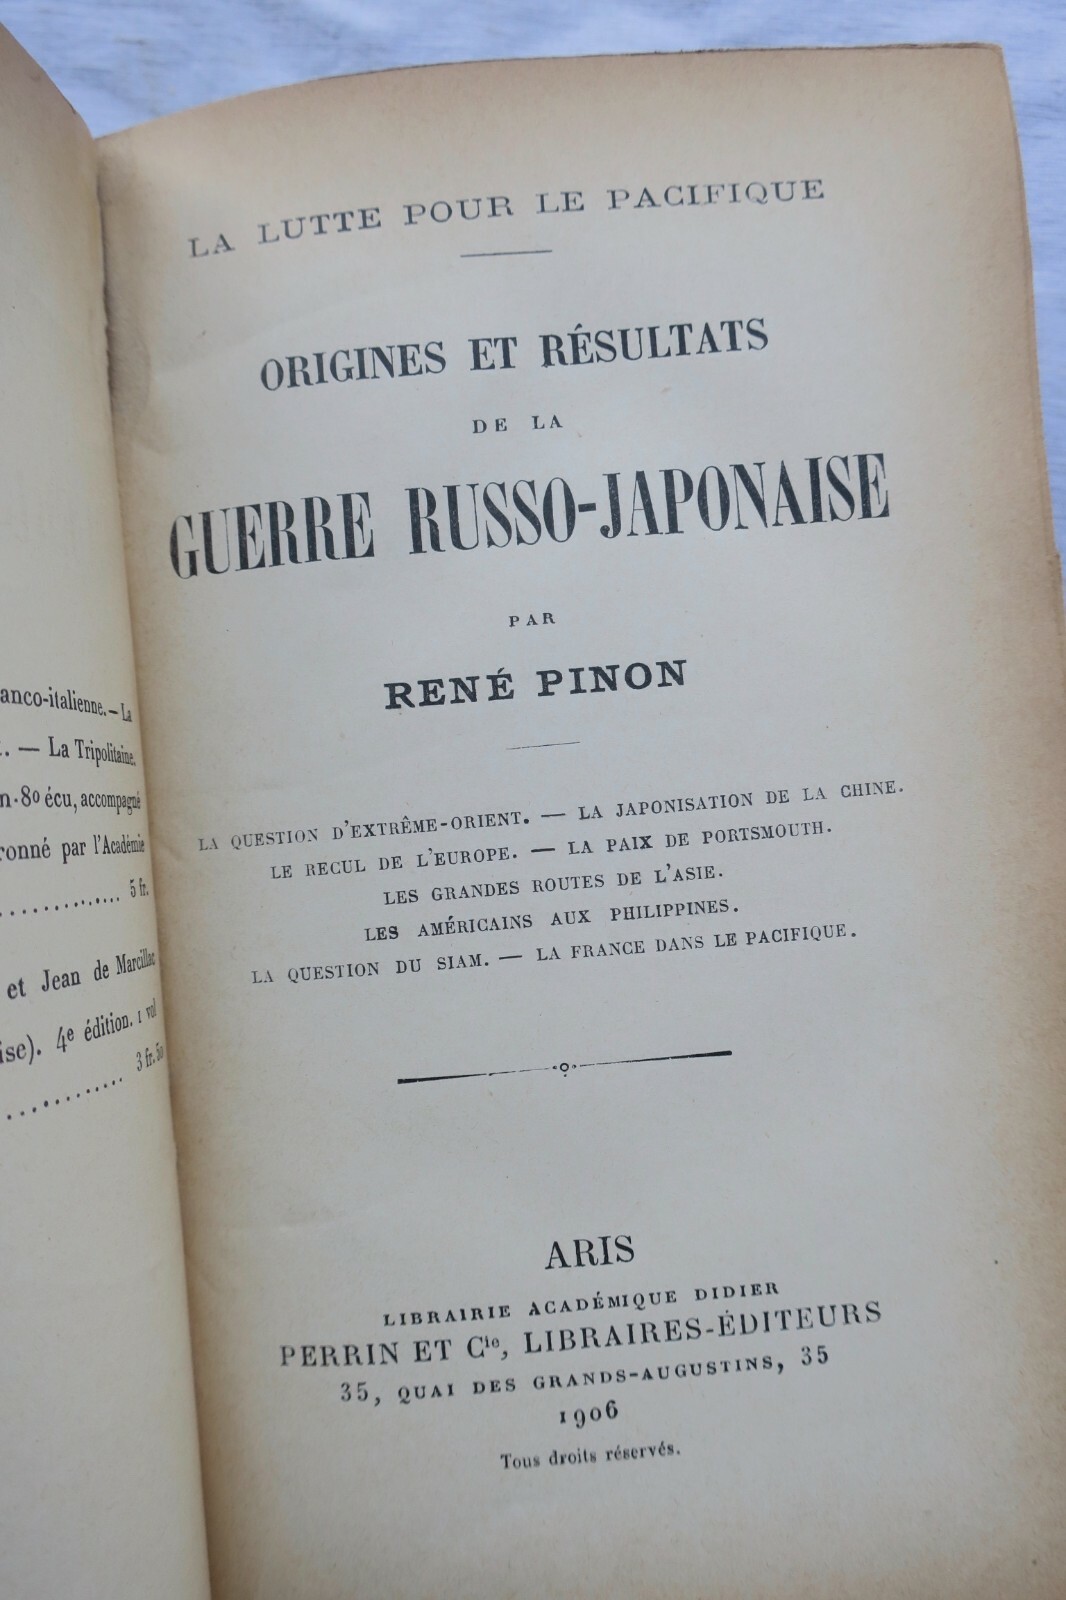 anco-italienne. — La
. — La Tripolitaine.
n-8º écu, accompagné
ronné par l'Académie
5 fr.
et Jean de Marcillac
ise). 4e édition. 1 vol
3 fr. 50
LA LUTTE POUR LE PACIFIQUE
ORIGINES ET RÉSULTATS
DE LA
GUERRE RUSSO-JAPONAISE
PAR
RENÉ PINON
LA QUESTION D'EXTRÊME-ORIENT. — LA JAPONISATION DE LA CHINE.
LE RECUL DE L'EUROPE. — LA PAIX DE PORTSMOUTH.
LES GRANDES ROUTES DE L'ASIE.
LES AMÉRICAINS AUX PHILIPPINES.
LA QUESTION DU SIAM. — LA FRANCE DANS LE PACIFIQUE.
ARIS
LIBRAIRIE ACADÉMIQUE DIDIER
PERRIN ET Cie, LIBRAIRES-ÉDITEURS
35, QUAI DES GRANDS-AUGUSTINS, 35
1906
Tous droits réservés.